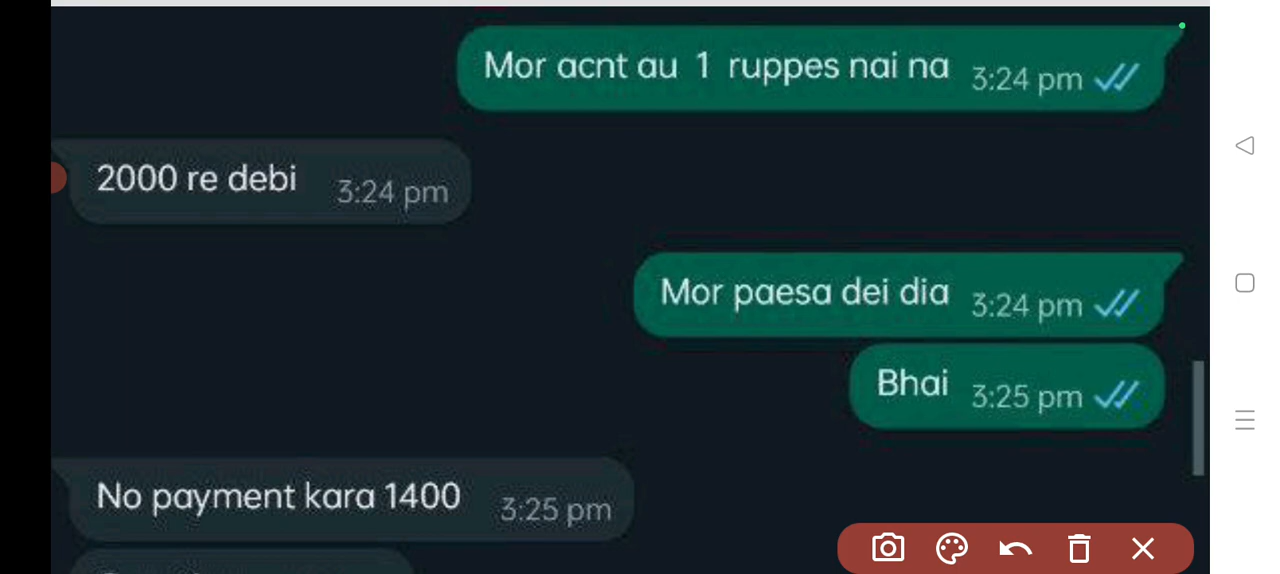 Mor acnt au 1 ruppes nai na 3:24 pm
2000 re debi 3:24 pm
Mor paesa dei dia 3:24 pm
Bhai 3:25 pm
No payment kara 1400 3:25 pm